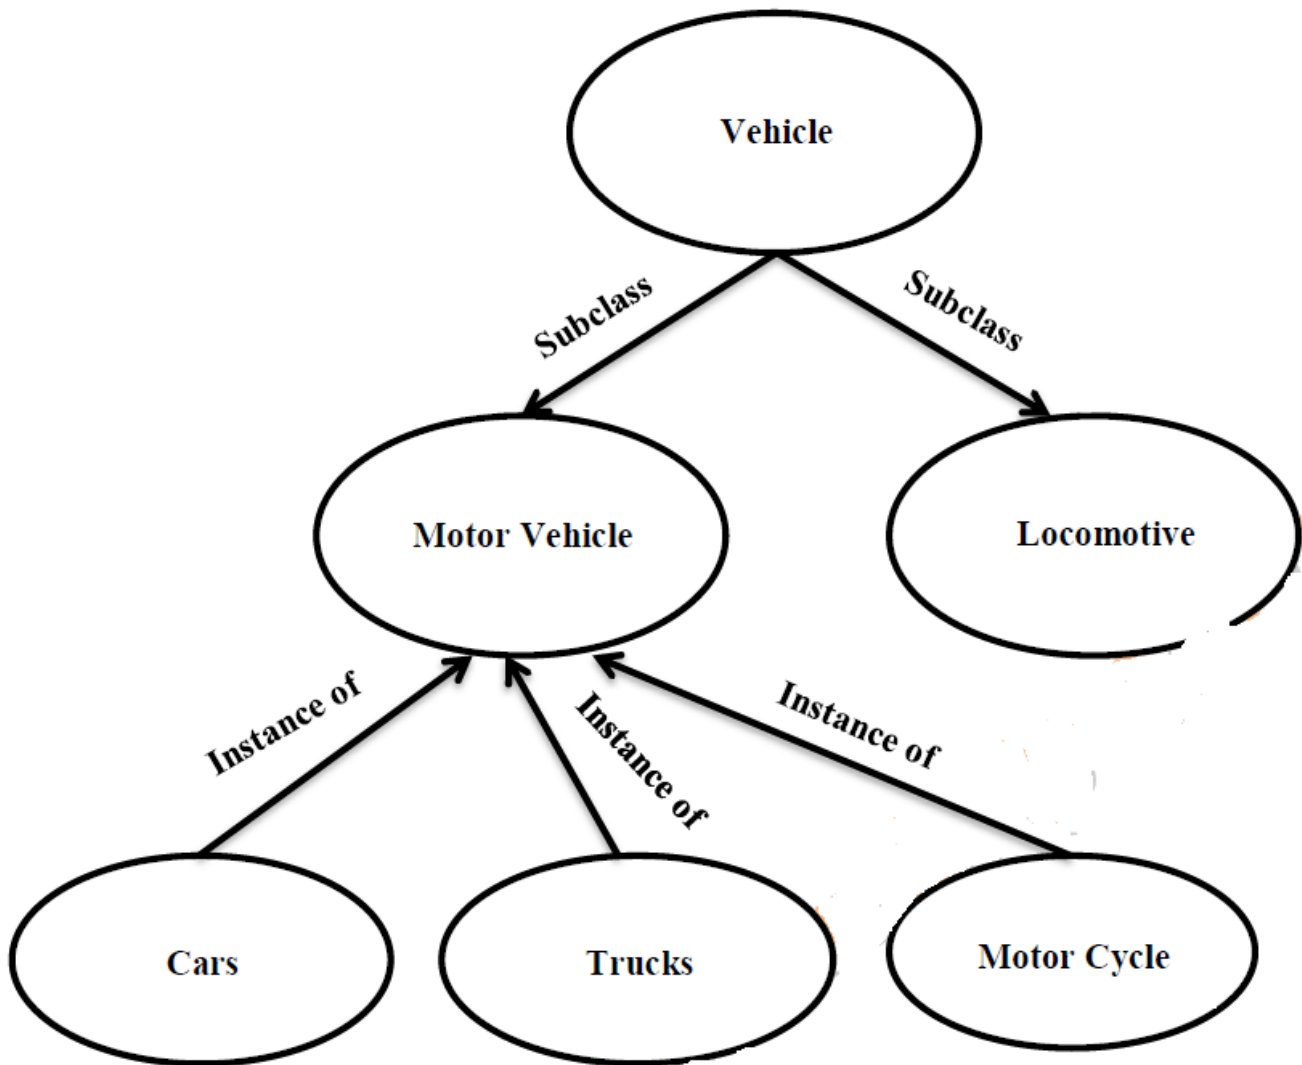 Vehicle
Subclass
Subclass
Motor Vehicle
Locomotive
Instance of
Instance of
Instance of
Cars
Trucks
Motor Cycle